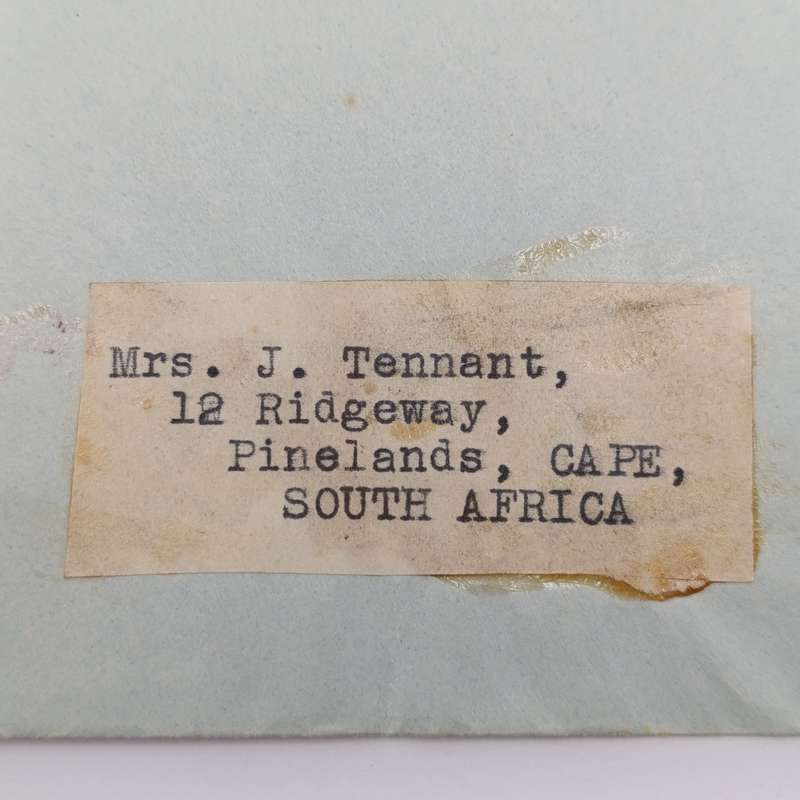 Mrs. J. Tennant,
12 Ridgeway,
Pinelands, CAPE,
SOUTH AFRICA